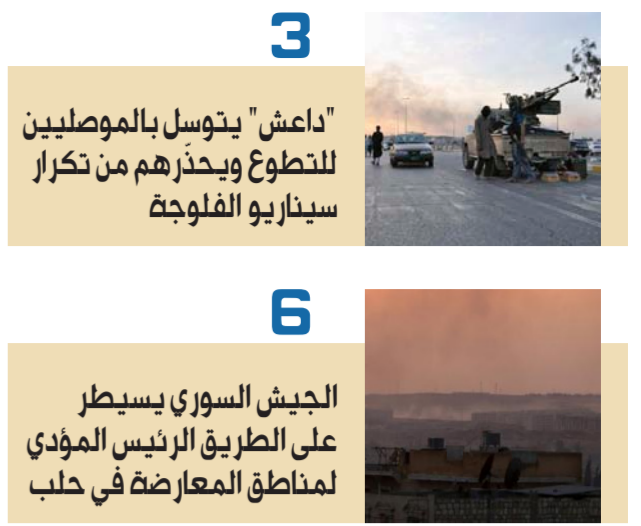 3
"داعش" يتوسل بالموصليين
للتطوع ويحذّرهم من تكرار
سيناريو الفلوجة
6
الجيش السوري يسيطر
على الطريق الرئيس المؤدي
لمناطق المعارضة في حلب